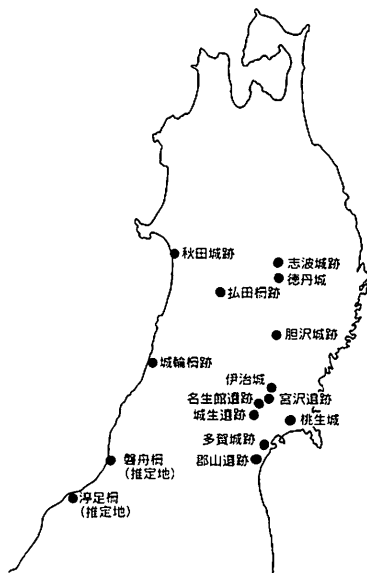 秋田城跡
志波城跡
徳丹城
払田柵跡
胆沢城跡
城輪柵跡
伊治城
名生館遺跡
宮沢遺跡
城生遺跡
桃生城
多賀城跡
郡山遺跡
磐舟柵
(推定地)
渟足柵
(推定地)